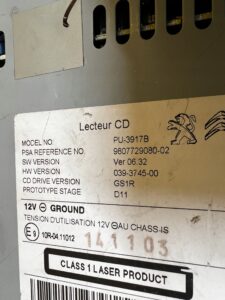 Lecteur CD
MODEL NO: PU-3917B
PSA REFERENCE NO: 9807729080-02
SW VERSION Ver 06.32
HW VERSION 039-3745-00
CD DRIVE VERSION GS1R
PROTOTYPE STAGE D11
12V ⊖ GROUND
TENSION D'UTILISATION 12V ⊖AU CHASSIS
E9 10R-04.11012 141103
CLASS 1 LASER PRODUCT